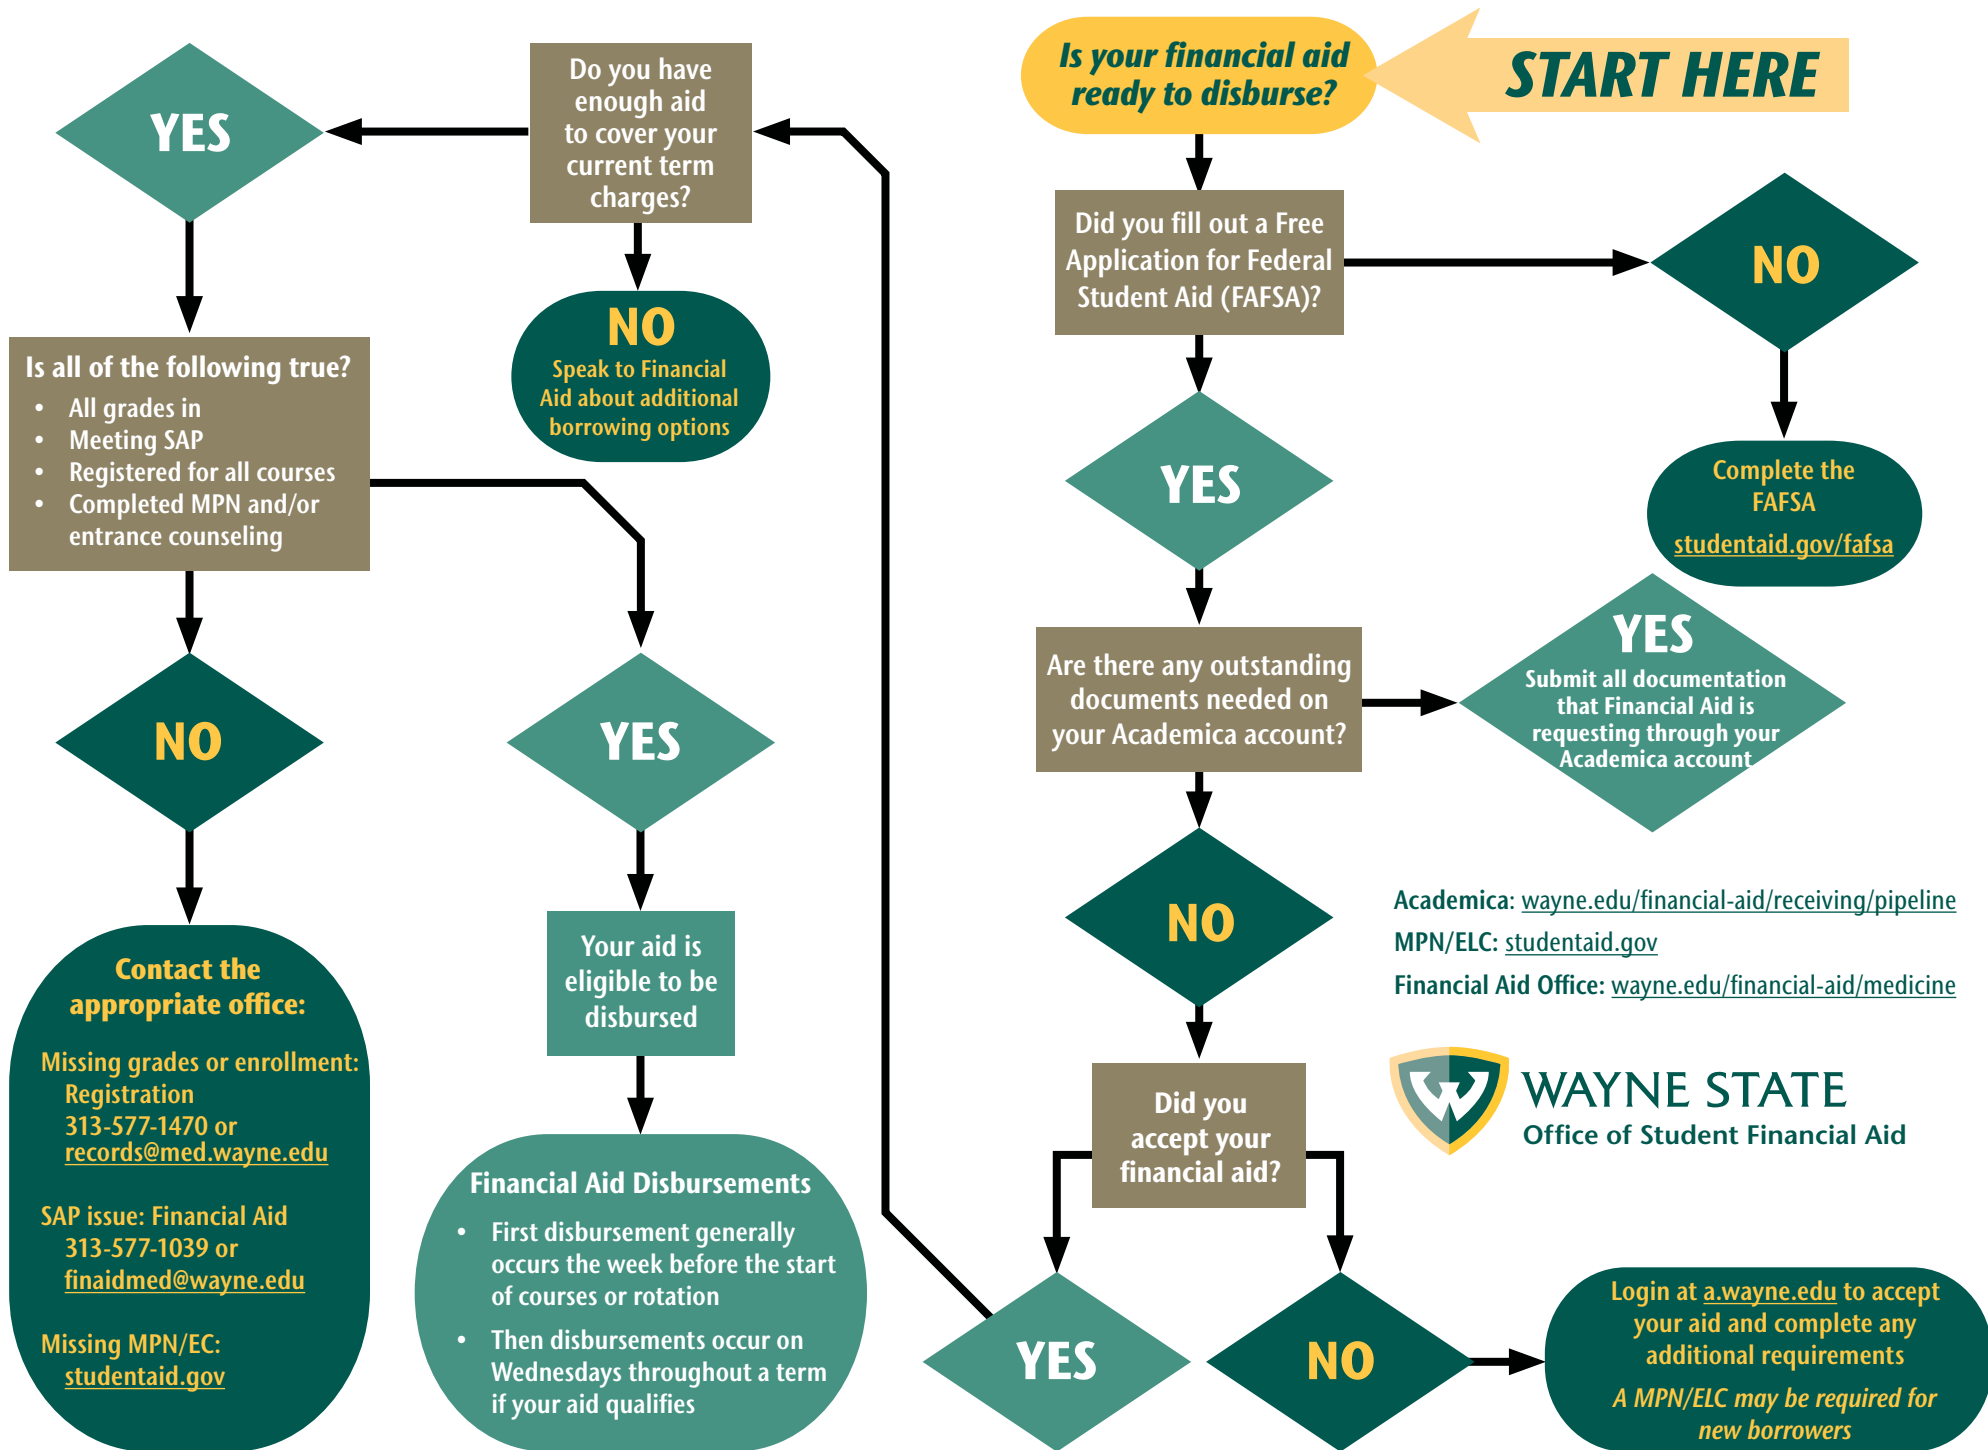 START HERE
Is your financial aid
ready to disburse?
Did you fill out a Free
Application for Federal
Student Aid (FAFSA)?
NO
Complete the
FAFSA
studentaid.gov/fafsa
YES
Are there any outstanding
documents needed on
your Academica account?
YES
Submit all documentation
that Financial Aid is
requesting through your
Academica account
NO
Did you
accept your
financial aid?
NO
Login at a.wayne.edu to accept
your aid and complete any
additional requirements
A MPN/ELC may be required for
new borrowers
YES
Do you have
enough aid
to cover your
current term
charges?
NO
Speak to Financial
Aid about additional
borrowing options
YES
Is all of the following true?
• All grades in
• Meeting SAP
• Registered for all courses
• Completed MPN and/or
entrance counseling
NO
Contact the
appropriate office:
Missing grades or enrollment:
Registration
313-577-1470 or
records@med.wayne.edu
SAP issue: Financial Aid
313-577-1039 or
finaidmed@wayne.edu
Missing MPN/EC:
studentaid.gov
YES
Your aid is
eligible to be
disbursed
Financial Aid Disbursements
• First disbursement generally
occurs the week before the start
of courses or rotation
• Then disbursements occur on
Wednesdays throughout a term
if your aid qualifies
Academica: wayne.edu/financial-aid/receiving/pipeline
MPN/ELC: studentaid.gov
Financial Aid Office: wayne.edu/financial-aid/medicine
W
WAYNE STATE
Office of Student Financial Aid